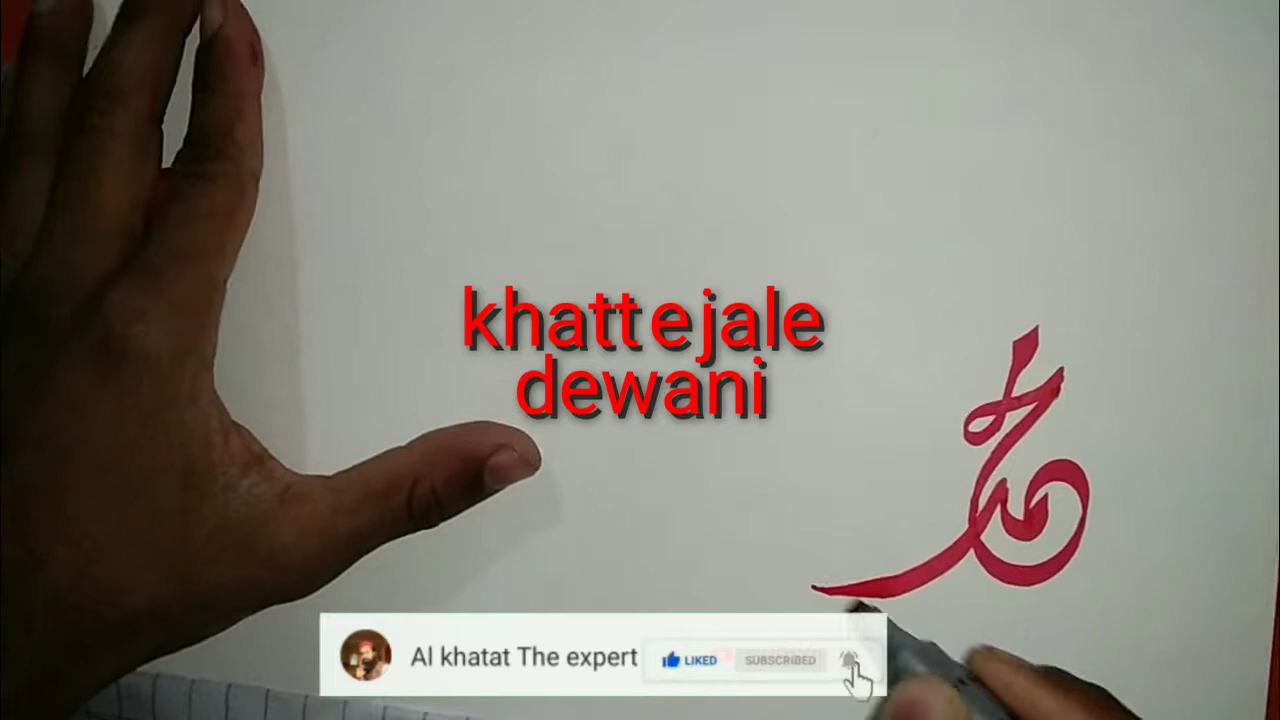 khatt e jale
dewani
محمد
Al khatat The expert LIKED SUBSCRIBED